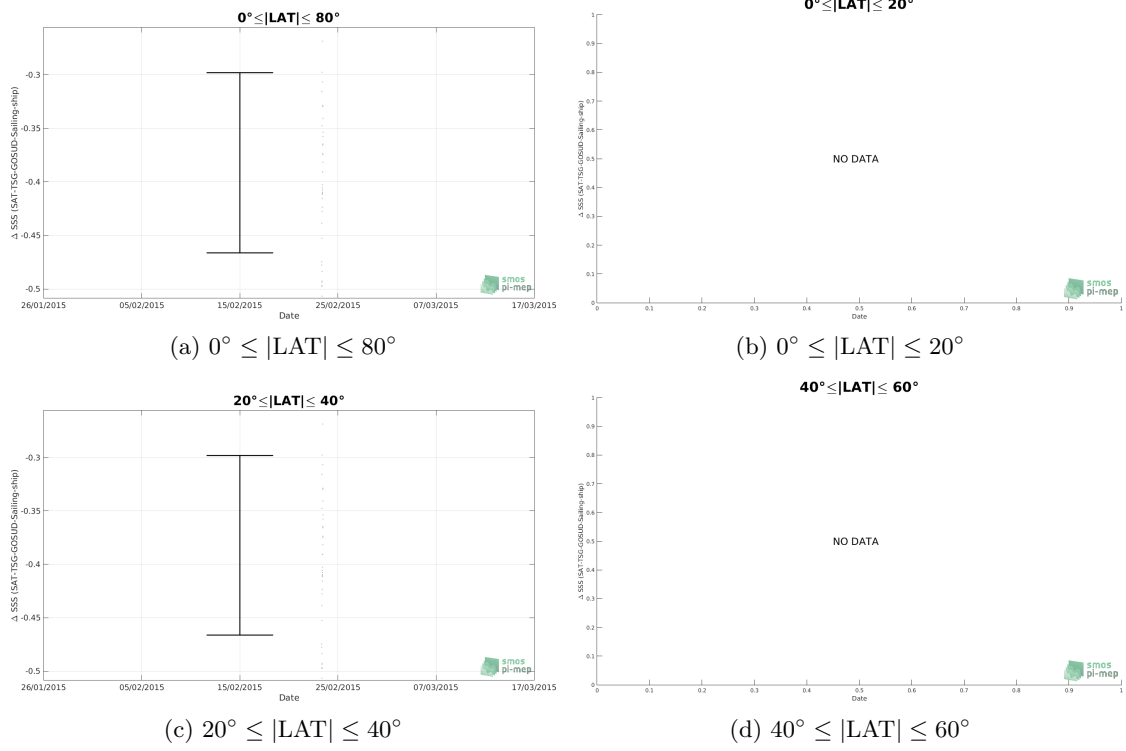 0°≤|LAT|≤ 80°
Δ SSS (SAT-TSG-GOSUD-Sailing-ship)
-0.3
-0.35
-0.4
-0.45
-0.5
26/01/2015 05/02/2015 15/02/2015 25/02/2015 07/03/2015 17/03/2015
Date
smos
pi-mep
(a) 0° ≤ |LAT| ≤ 80°
0°≤|LAT|≤ 20°
Δ SSS (SAT-TSG-GOSUD-Sailing-ship)
1
0.9
0.8
0.7
0.6
0.5
0.4
0.3
0.2
0.1
0
NO DATA
0 0.1 0.2 0.3 0.4 0.5 0.6 0.7 0.8 0.9 1
Date
smos
pi-mep
(b) 0° ≤ |LAT| ≤ 20°
20°≤|LAT|≤ 40°
Δ SSS (SAT-TSG-GOSUD-Sailing-ship)
-0.3
-0.35
-0.4
-0.45
-0.5
26/01/2015 05/02/2015 15/02/2015 25/02/2015 07/03/2015 17/03/2015
Date
smos
pi-mep
(c) 20° ≤ |LAT| ≤ 40°
40°≤|LAT|≤ 60°
Δ SSS (SAT-TSG-GOSUD-Sailing-ship)
1
0.9
0.8
0.7
0.6
0.5
0.4
0.3
0.2
0.1
0
NO DATA
0 0.1 0.2 0.3 0.4 0.5 0.6 0.7 0.8 0.9 1
Date
smos
pi-mep
(d) 40° ≤ |LAT| ≤ 60°